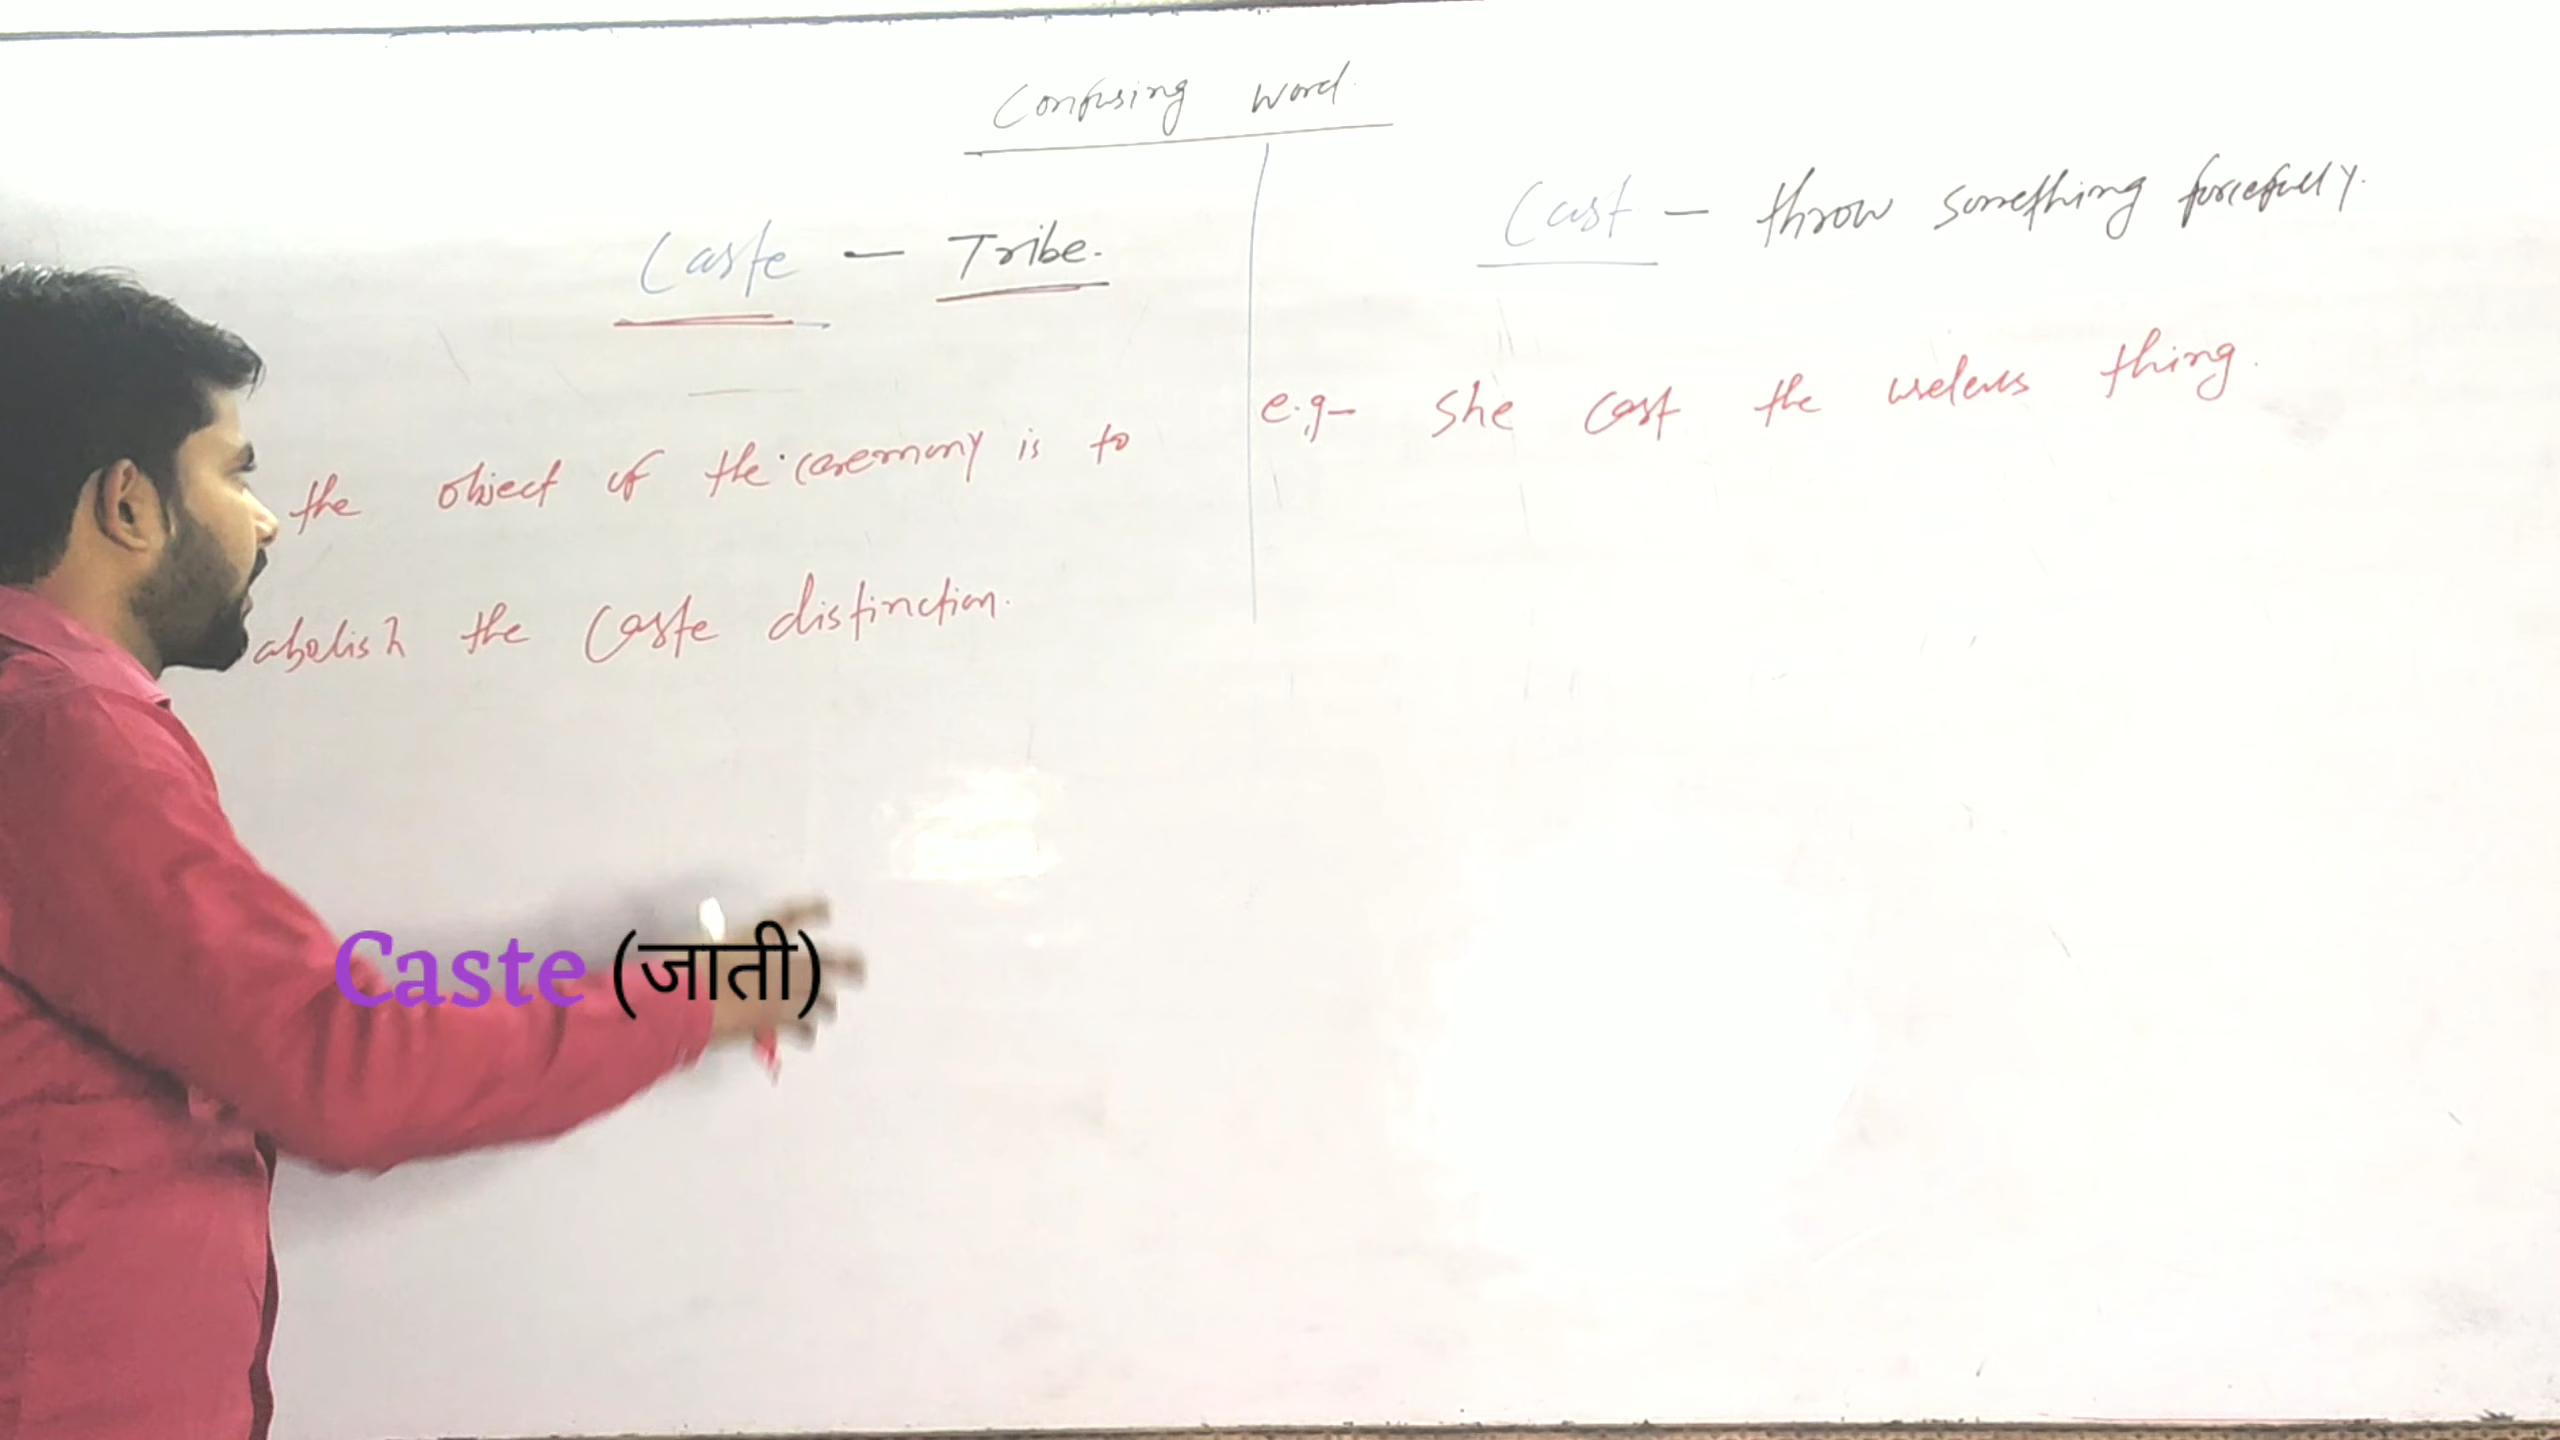 Confusing word
Caste – Tribe.
the object of the ceremony is to
abolish the Caste distinction.
Cast – throw something forcefully.
e.g- She Cast the useless thing.
Caste (जाती)